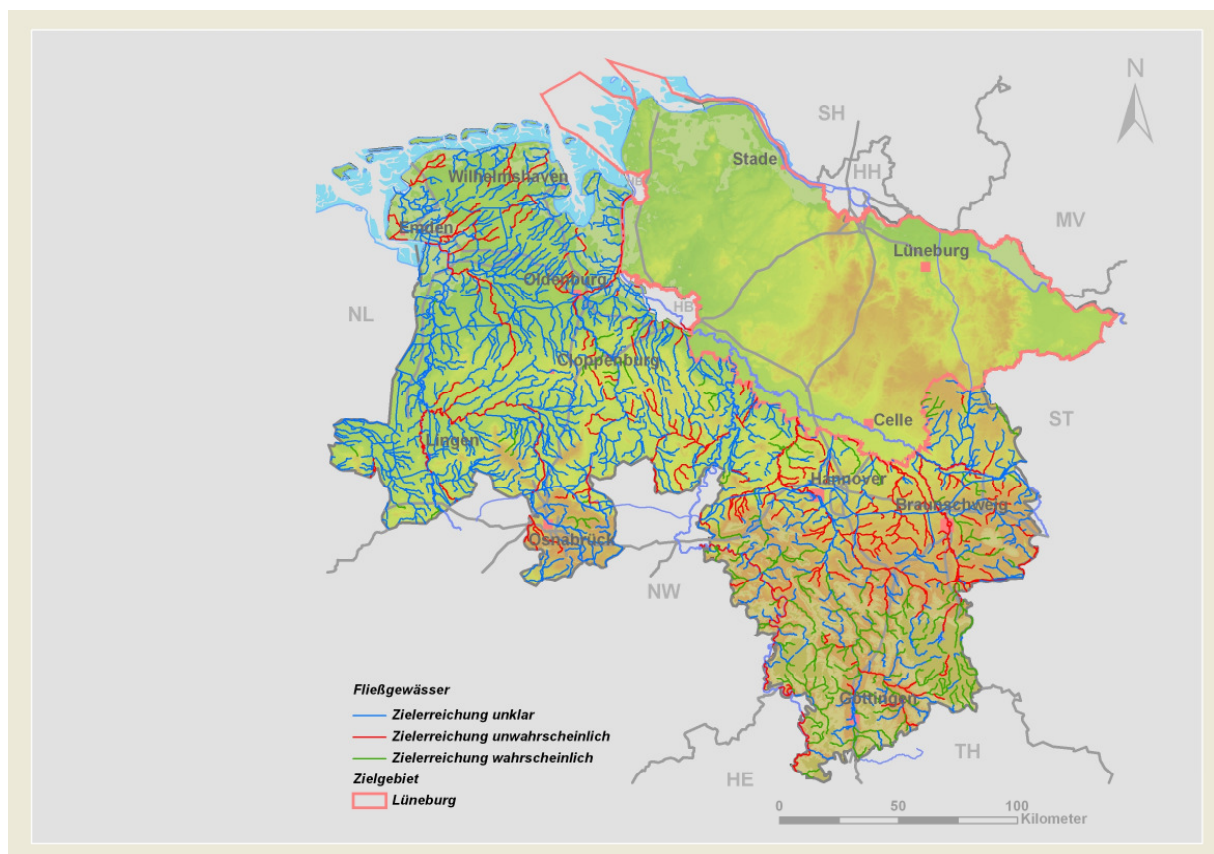 N
SH
Stade
HH
Wilhelmshaven
MV
Emden
Lüneburg
Oldenburg
NL
HB
Cloppenburg
Celle
ST
Lingen
Hannover
Braunschweig
Osnabrück
NW
Göttingen
TH
HE
Fließgewässer
Zielerreichung unklar
Zielerreichung unwahrscheinlich
Zielerreichung wahrscheinlich
Zielgebiet
Lüneburg
0 50 100
Kilometer